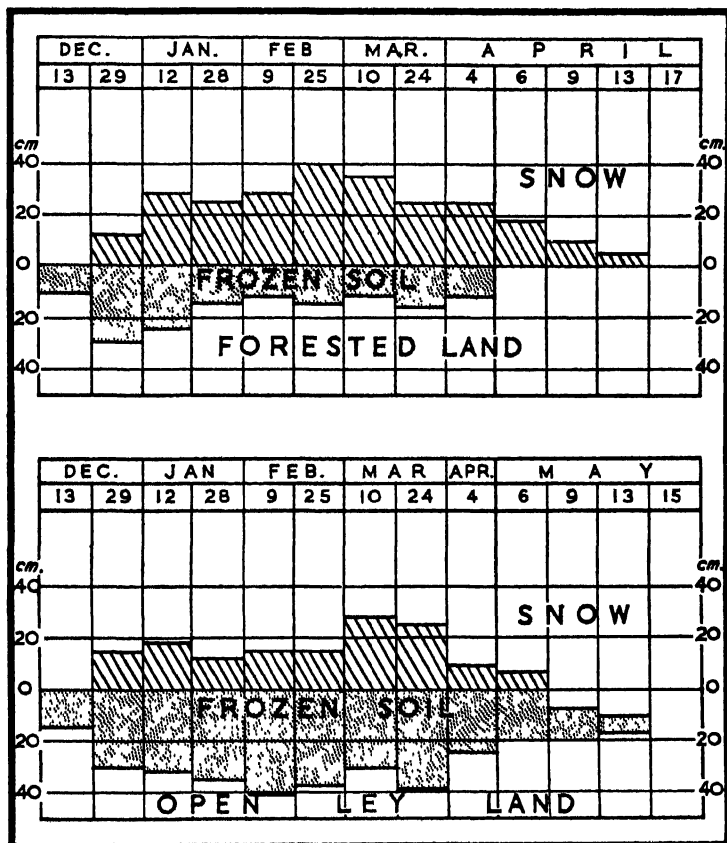 DEC. JAN. FEB MAR. APRIL
13 29 12 28 9 25 10 24 4 6 9 13 17
cm cm.
40 40
SNOW
20 20
0 0
FROZEN SOIL
20 20
FORESTED LAND
40 40
DEC. JAN FEB. MAR APR. MAY
13 29 12 28 9 25 10 24 4 6 9 13 15
cm. cm.
40 40
SNOW
20 20
0 0
FROZEN SOIL
20 20
40 40
OPEN LEY LAND